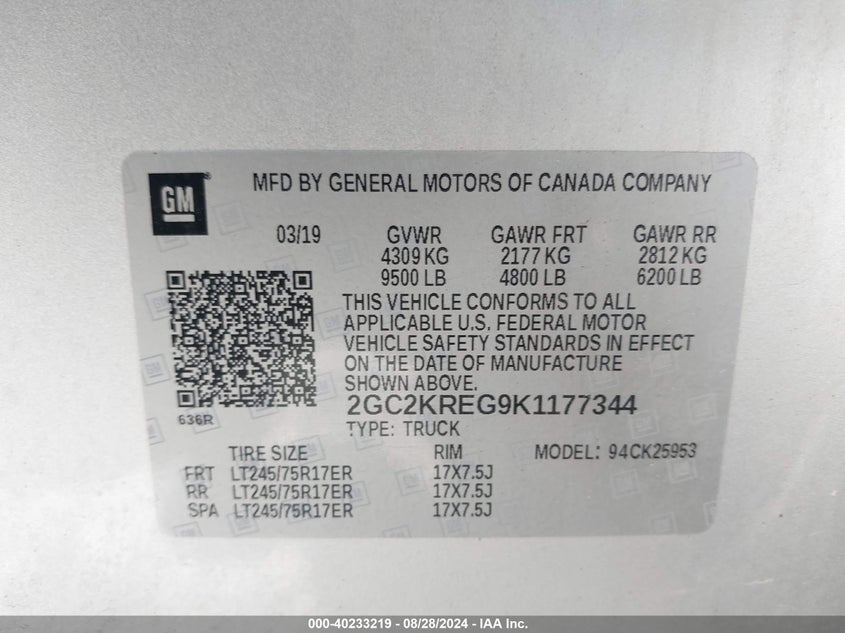 GM
MFD BY GENERAL MOTORS OF CANADA COMPANY
03/19 GVWR GAWR FRT GAWR RR
4309 KG 2177 KG 2812 KG
9500 LB 4800 LB 6200 LB
THIS VEHICLE CONFORMS TO ALL
APPLICABLE U.S. FEDERAL MOTOR
VEHICLE SAFETY STANDARDS IN EFFECT
ON THE DATE OF MANUFACTURE
SHOWN ABOVE.
2GC2KREG9K1177344
636R
TYPE: TRUCK
TIRE SIZE RIM MODEL: 94CK25953
FRT LT245/75R17ER 17X7.5J
RR LT245/75R17ER 17X7.5J
SPA LT245/75R17ER 17X7.5J
000-40233219 - 08/28/2024 - IAA Inc.